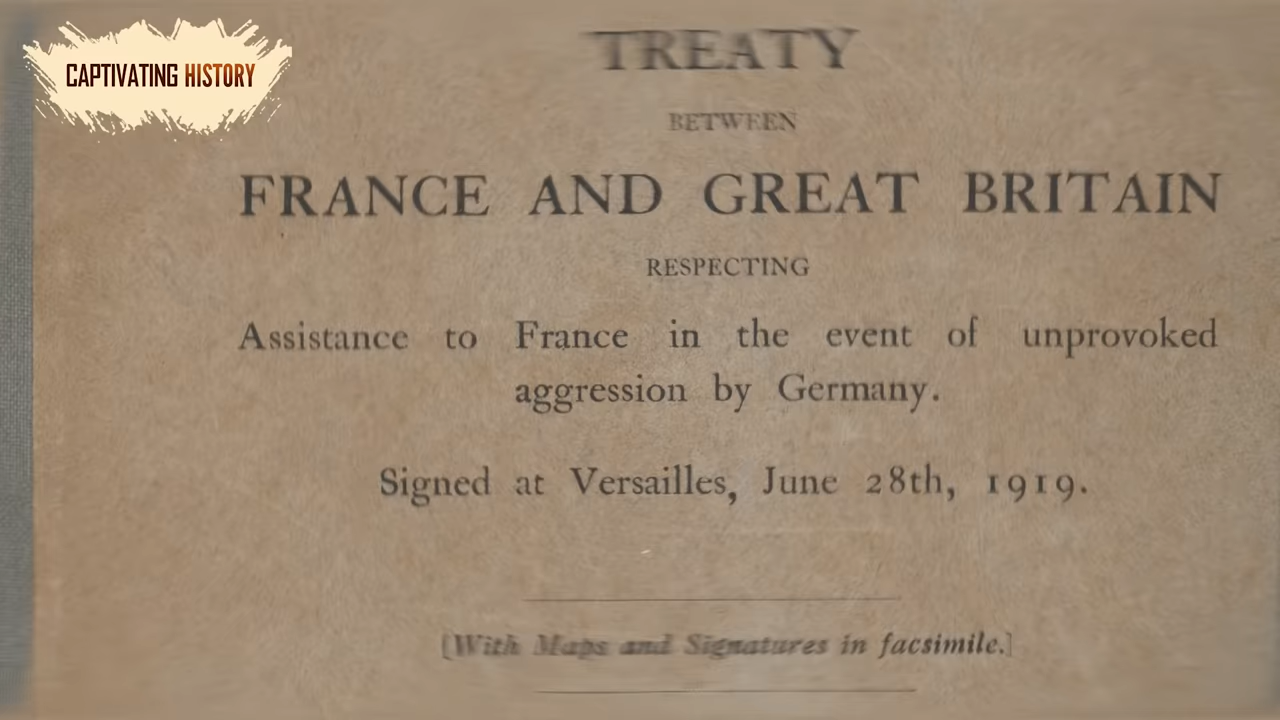 CAPTIVATING HISTORY
TREATY
BETWEEN
FRANCE AND GREAT BRITAIN
RESPECTING
Assistance to France in the event of unprovoked
aggression by Germany.
Signed at Versailles, June 28th, 1919.
[With Maps and Signatures in facsimile.]